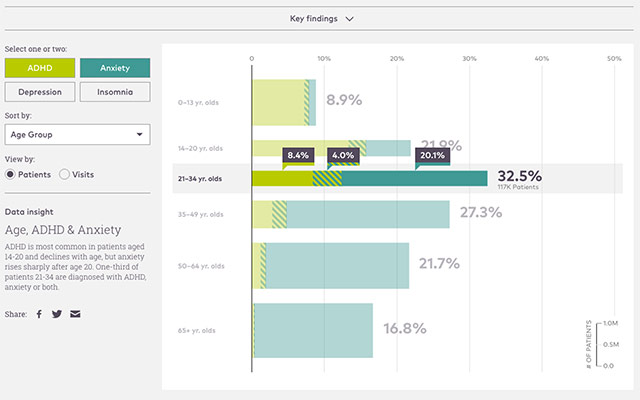 Key findings
Select one or two:
ADHD
Anxiety
Depression
Insomnia
Sort by:
Age Group
View by:
Patients
Visits
Data insight
Age, ADHD & Anxiety
ADHD is most common in patients aged
14-20 and declines with age, but anxiety
rises sharply after age 20. One-third of
patients 21-34 are diagnosed with ADHD,
anxiety or both.
Share:
0
10%
20%
30%
40%
50%
0–13 yr. olds
8.9%
14–20 yr. olds
21.9%
8.4%
4.0%
20.1%
21–34 yr. olds
32.5%
117K Patients
35–49 yr. olds
27.3%
50–64 yr. olds
21.7%
65+ yr. olds
16.8%
# OF PATIENTS
1.0M
0.5M
0.0